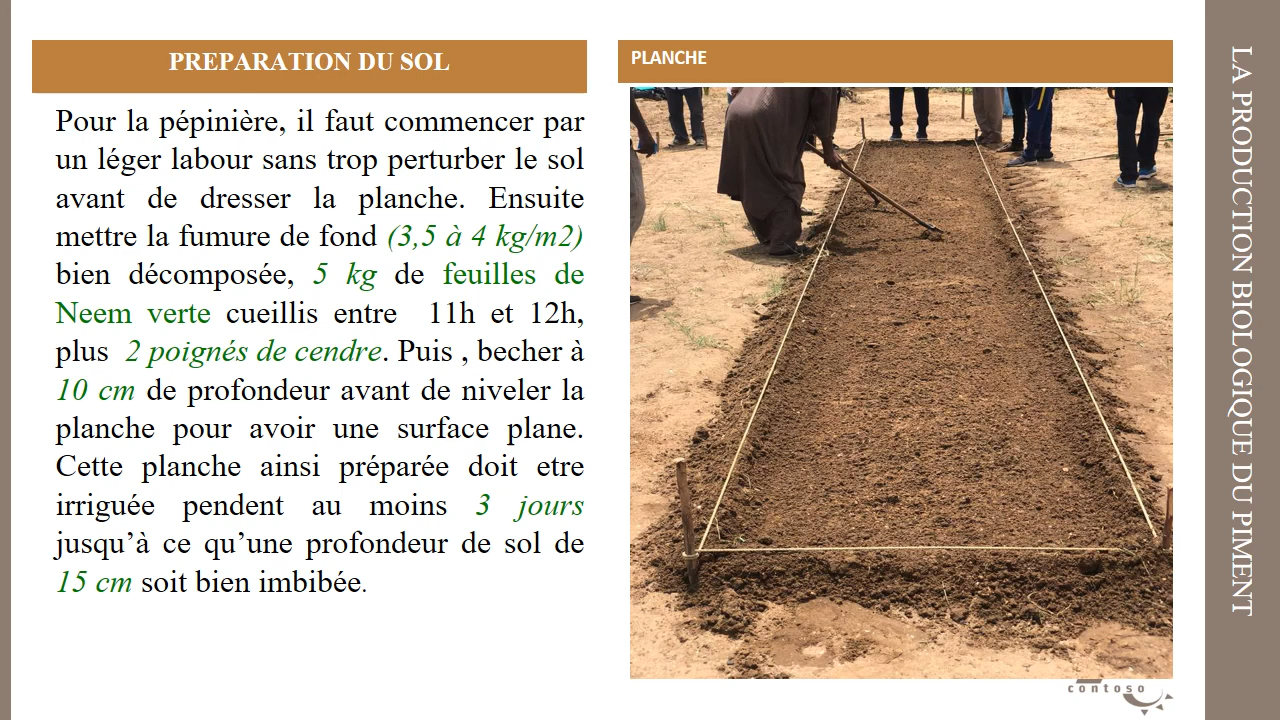 PREPARATION DU SOL
Pour la pépinière, il faut commencer par
un léger labour sans trop perturber le sol
avant de dresser la planche. Ensuite
mettre la fumure de fond (3,5 à 4 kg/m2)
bien décomposée, 5 kg de feuilles de
Neem verte cueillis entre 11h et 12h,
plus 2 poignés de cendre. Puis , becher à
10 cm de profondeur avant de niveler la
planche pour avoir une surface plane.
Cette planche ainsi préparée doit etre
irriguée pendent au moins 3 jours
jusqu’à ce qu’une profondeur de sol de
15 cm soit bien imbibée.
PLANCHE
contoso
LA PRODUCTION BIOLOGIQUE DU PIMENT